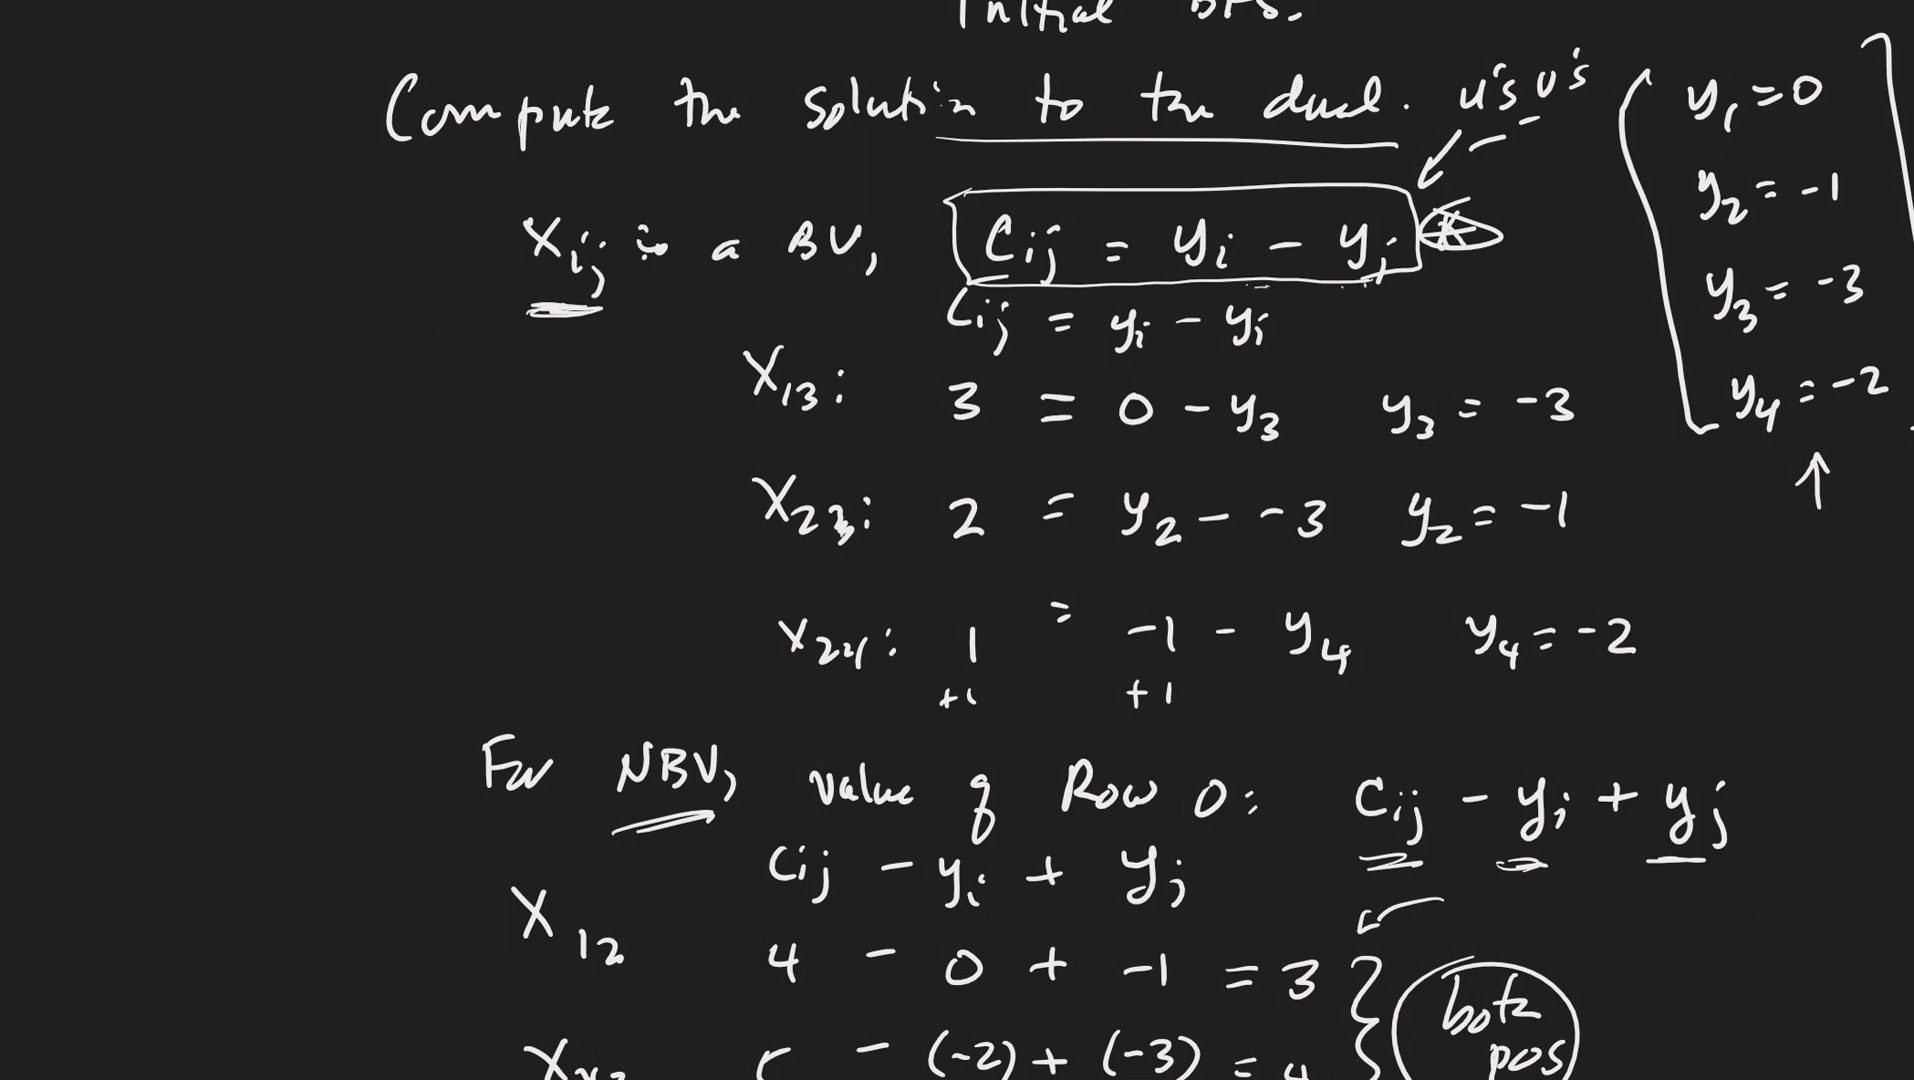 Initial BFS.
Compute the solution to the dual. u's v's
y₁ = 0
y₂ = -1
y₃ = -3
y₄ = -2
Xij is a BV, Cij = yi - yj
Cij = yi - yj
X₁₃: 3 = 0 - y₃ y₃ = -3
X₂₃: 2 = y₂ - -3 y₂ = -1
X₂₄: 1 = -1 - y₄ y₄ = -2
+1 +1
For NBV, value of Row 0: Cij - yi + yj
Cij - yi + yj
X₁₂ 4 - 0 + -1 = 3
- (-2) + (-3) = 4
both
pos